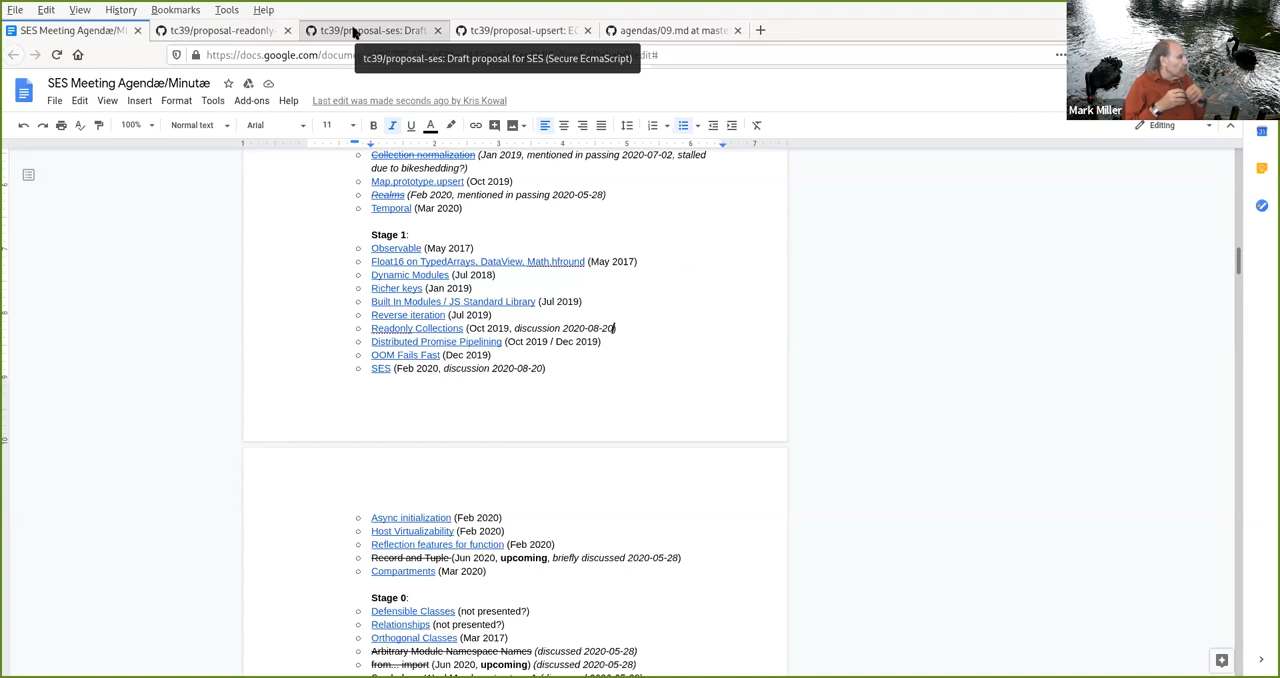 File Edit View History Bookmarks Tools Help
SES Meeting Agendæ/Mi tc39/proposal-readonly- tc39/proposal-ses: Draft tc39/proposal-upsert: EC agendas/09.md at maste
https://docs.google.com/docume edit#
tc39/proposal-ses: Draft proposal for SES (Secure EcmaScript)
SES Meeting Agendæ/Minutæ
File Edit View Insert Format Tools Add-ons Help Last edit was made seconds ago by Kris Kowal
Mark Miller
100% Normal text Arial 11 Editing
1 2 3 4 5 6 7
Collection normalization (Jan 2019, mentioned in passing 2020-07-02, stalled
due to bikeshedding?)
Map.prototype.upsert (Oct 2019)
Realms (Feb 2020, mentioned in passing 2020-05-28)
Temporal (Mar 2020)
Stage 1:
Observable (May 2017)
Float16 on TypedArrays, DataView, Math.hfround (May 2017)
Dynamic Modules (Jul 2018)
Richer keys (Jan 2019)
Built In Modules / JS Standard Library (Jul 2019)
Reverse iteration (Jul 2019)
Readonly Collections (Oct 2019, discussion 2020-08-20)
Distributed Promise Pipelining (Oct 2019 / Dec 2019)
OOM Fails Fast (Dec 2019)
SES (Feb 2020, discussion 2020-08-20)
Async initialization (Feb 2020)
Host Virtualizability (Feb 2020)
Reflection features for function (Feb 2020)
Record and Tuple (Jun 2020, upcoming, briefly discussed 2020-05-28)
Compartments (Mar 2020)
Stage 0:
Defensible Classes (not presented?)
Relationships (not presented?)
Orthogonal Classes (Mar 2017)
Arbitrary Module Namespace Names (discussed 2020-05-28)
from... import (Jun 2020, upcoming) (discussed 2020-05-28)